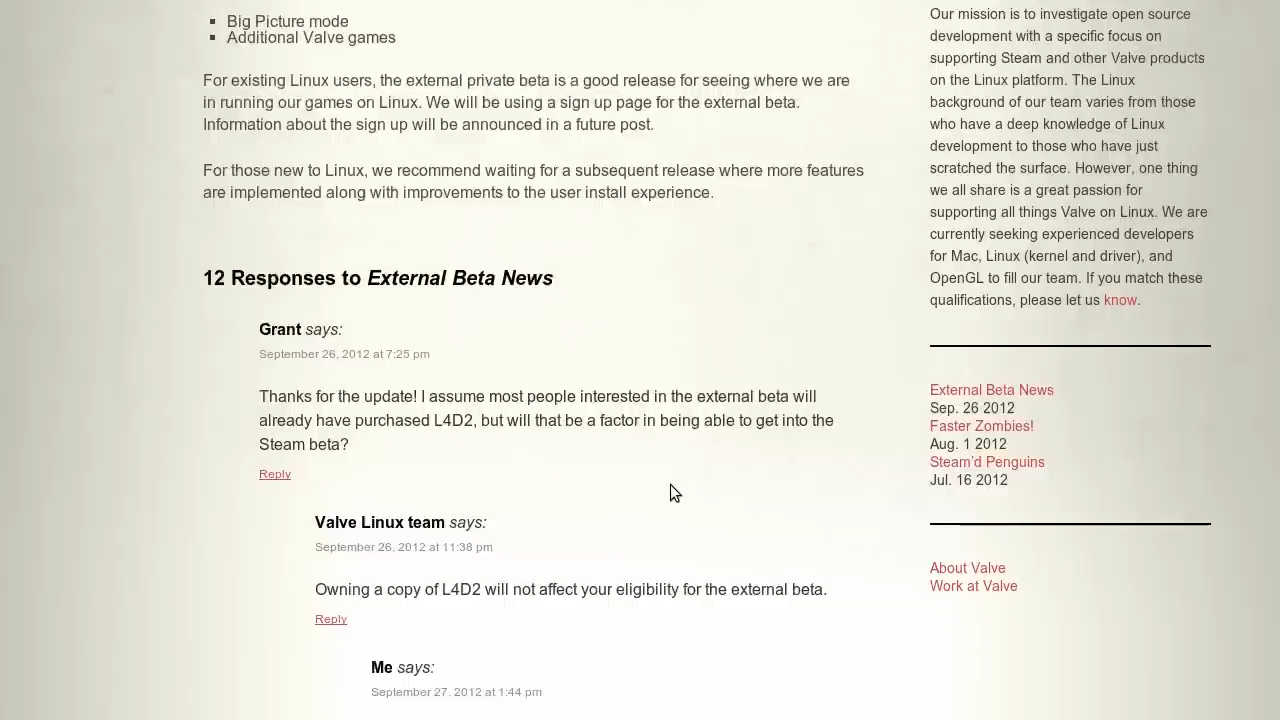 Big Picture mode
Additional Valve games
For existing Linux users, the external private beta is a good release for seeing where we are
in running our games on Linux. We will be using a sign up page for the external beta.
Information about the sign up will be announced in a future post.
For those new to Linux, we recommend waiting for a subsequent release where more features
are implemented along with improvements to the user install experience.
12 Responses to External Beta News
Grant says:
September 26, 2012 at 7:25 pm
Thanks for the update! I assume most people interested in the external beta will
already have purchased L4D2, but will that be a factor in being able to get into the
Steam beta?
Reply
Valve Linux team says:
September 26, 2012 at 11:38 pm
Owning a copy of L4D2 will not affect your eligibility for the external beta.
Reply
Me says:
September 27, 2012 at 1:44 pm
Our mission is to investigate open source
development with a specific focus on
supporting Steam and other Valve products
on the Linux platform. The Linux
background of our team varies from those
who have a deep knowledge of Linux
development to those who have just
scratched the surface. However, one thing
we all share is a great passion for
supporting all things Valve on Linux. We are
currently seeking experienced developers
for Mac, Linux (kernel and driver), and
OpenGL to fill our team. If you match these
qualifications, please let us know.
External Beta News
Sep. 26 2012
Faster Zombies!
Aug. 1 2012
Steam'd Penguins
Jul. 16 2012
About Valve
Work at Valve